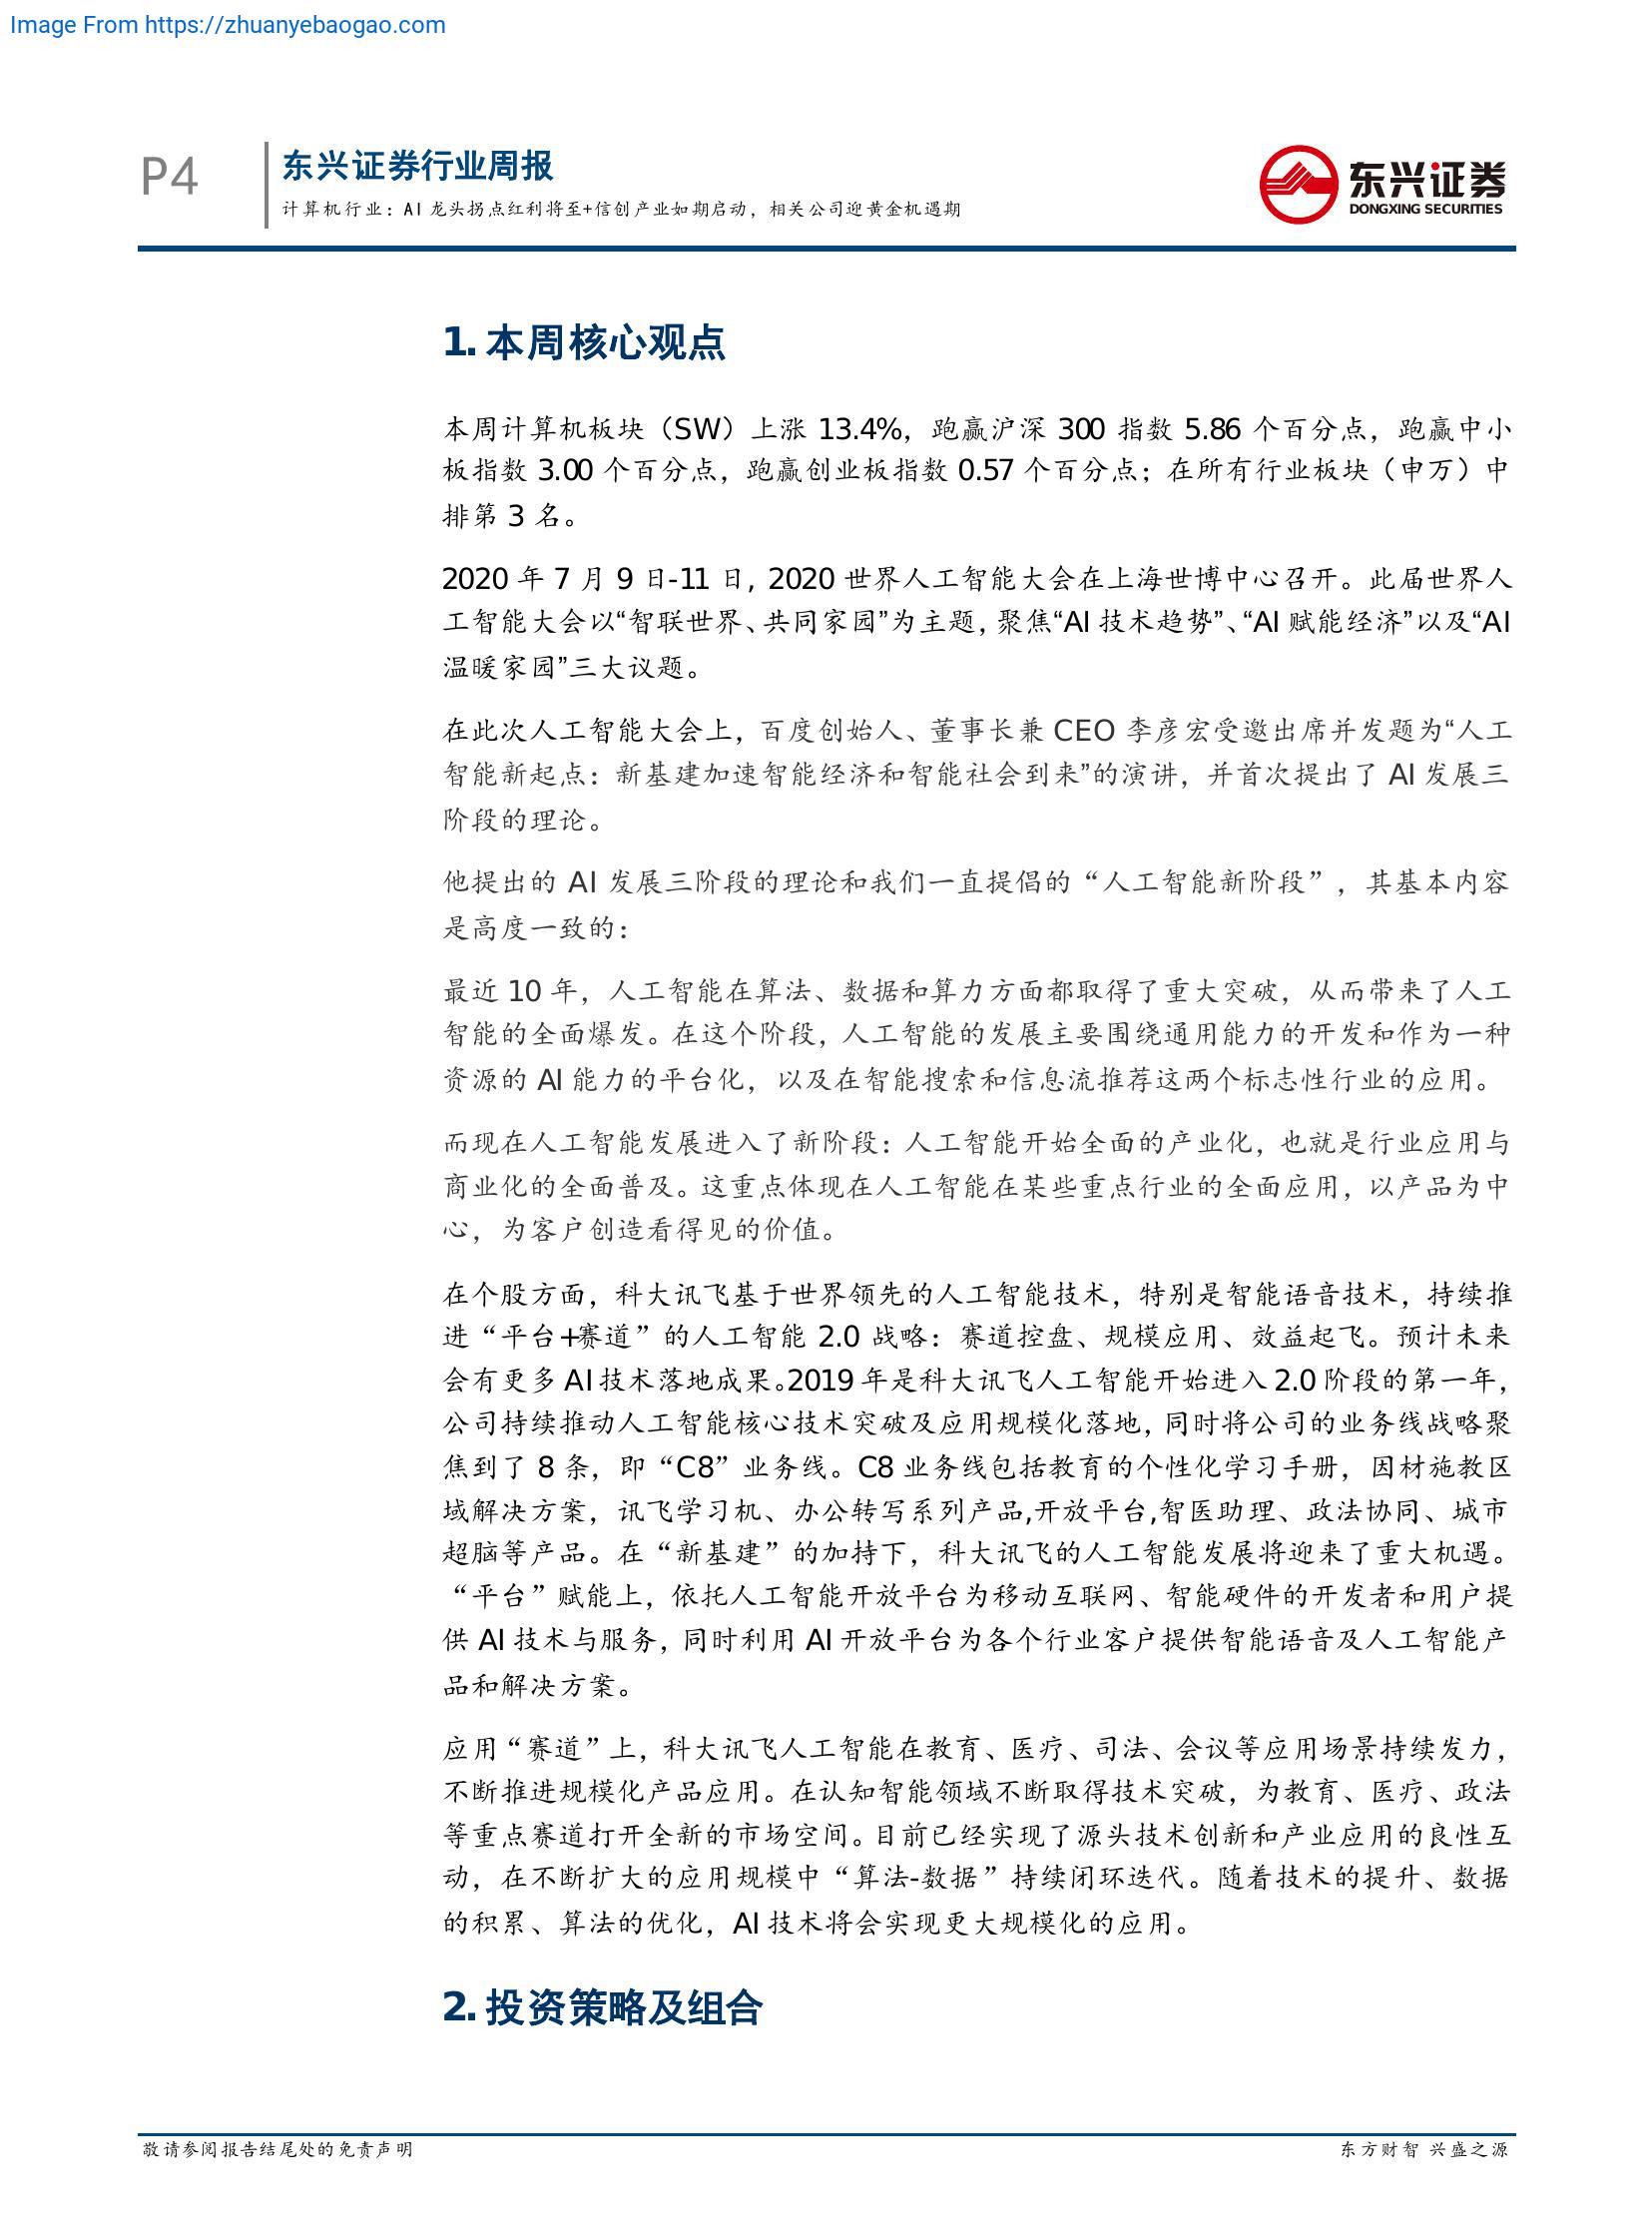 Image From https://zhuanyebaogao.com
P4
东兴证券行业周报
计算机行业：AI 龙头拐点红利将至+信创产业如期启动，相关公司迎黄金机遇期
东兴证券
DONGXING SECURITIES
1. 本周核心观点
本周计算机板块（SW）上涨 13.4%，跑赢沪深 300 指数 5.86 个百分点，跑赢中小
板指数 3.00 个百分点，跑赢创业板指数 0.57 个百分点；在所有行业板块（申万）中
排第 3 名。
2020 年 7 月 9 日-11 日，2020 世界人工智能大会在上海世博中心召开。此届世界人
工智能大会以“智联世界、共同家园”为主题，聚焦“AI 技术趋势”、“AI 赋能经济”以及“AI
温暖家园”三大议题。
在此次人工智能大会上，百度创始人、董事长兼 CEO 李彦宏受邀出席并发题为“人工
智能新起点：新基建加速智能经济和智能社会到来”的演讲，并首次提出了 AI 发展三
阶段的理论。
他提出的 AI 发展三阶段的理论和我们一直提倡的“人工智能新阶段”，其基本内容
是高度一致的：
最近 10 年，人工智能在算法、数据和算力方面都取得了重大突破，从而带来了人工
智能的全面爆发。在这个阶段，人工智能的发展主要围绕通用能力的开发和作为一种
资源的 AI 能力的平台化，以及在智能搜索和信息流推荐这两个标志性行业的应用。
而现在人工智能发展进入了新阶段：人工智能开始全面的产业化，也就是行业应用与
商业化的全面普及。这重点体现在人工智能在某些重点行业的全面应用，以产品为中
心，为客户创造看得见的价值。
在个股方面，科大讯飞基于世界领先的人工智能技术，特别是智能语音技术，持续推
进“平台+赛道”的人工智能 2.0 战略：赛道控盘、规模应用、效益起飞。预计未来
会有更多 AI 技术落地成果。2019 年是科大讯飞人工智能开始进入 2.0 阶段的第一年，
公司持续推动人工智能核心技术突破及应用规模化落地，同时将公司的业务线战略聚
焦到了 8 条，即“C8”业务线。C8 业务线包括教育的个性化学习手册，因材施教区
域解决方案，讯飞学习机、办公转写系列产品,开放平台,智医助理、政法协同、城市
超脑等产品。在“新基建”的加持下，科大讯飞的人工智能发展将迎来了重大机遇。
“平台”赋能上，依托人工智能开放平台为移动互联网、智能硬件的开发者和用户提
供 AI 技术与服务，同时利用 AI 开放平台为各个行业客户提供智能语音及人工智能产
品和解决方案。
应用“赛道”上，科大讯飞人工智能在教育、医疗、司法、会议等应用场景持续发力，
不断推进规模化产品应用。在认知智能领域不断取得技术突破，为教育、医疗、政法
等重点赛道打开全新的市场空间。目前已经实现了源头技术创新和产业应用的良性互
动，在不断扩大的应用规模中“算法-数据”持续闭环迭代。随着技术的提升、数据
的积累、算法的优化，AI 技术将会实现更大规模化的应用。
2. 投资策略及组合
敬请参阅报告结尾处的免责声明
东方财智 兴盛之源